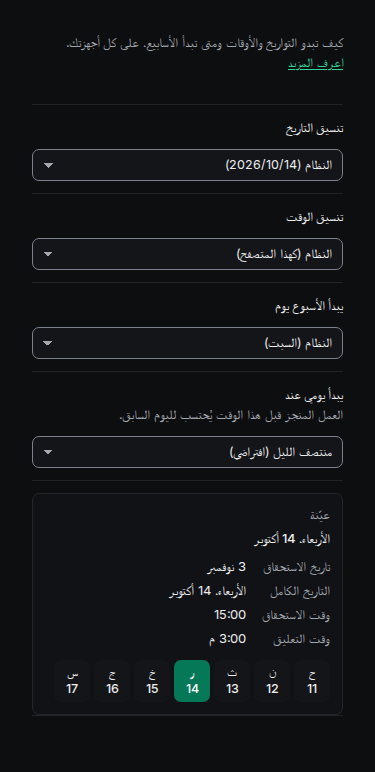 كيف تبدو التواريخ والأوقات ومتى تبدأ الأسابيع. على كل أجهزتك.
اعرف المزيد
تنسيق التاريخ
النظام (2026/10/14)
تنسيق الوقت
النظام (كهذا المتصفح)
يبدأ الأسبوع يوم
النظام (السبت)
يبدأ يومي عند
العمل المنجز قبل هذا الوقت يُحتسب لليوم السابق.
منتصف الليل (افتراضي)
عيّنة
الأربعاء، 14 أكتوبر
تاريخ الاستحقاق 3 نوفمبر
التاريخ الكامل الأربعاء، 14 أكتوبر
وقت الاستحقاق 15:00
وقت التعليق 3:00 م
ح ن ث ر خ ج س
11 12 13 14 15 16 17